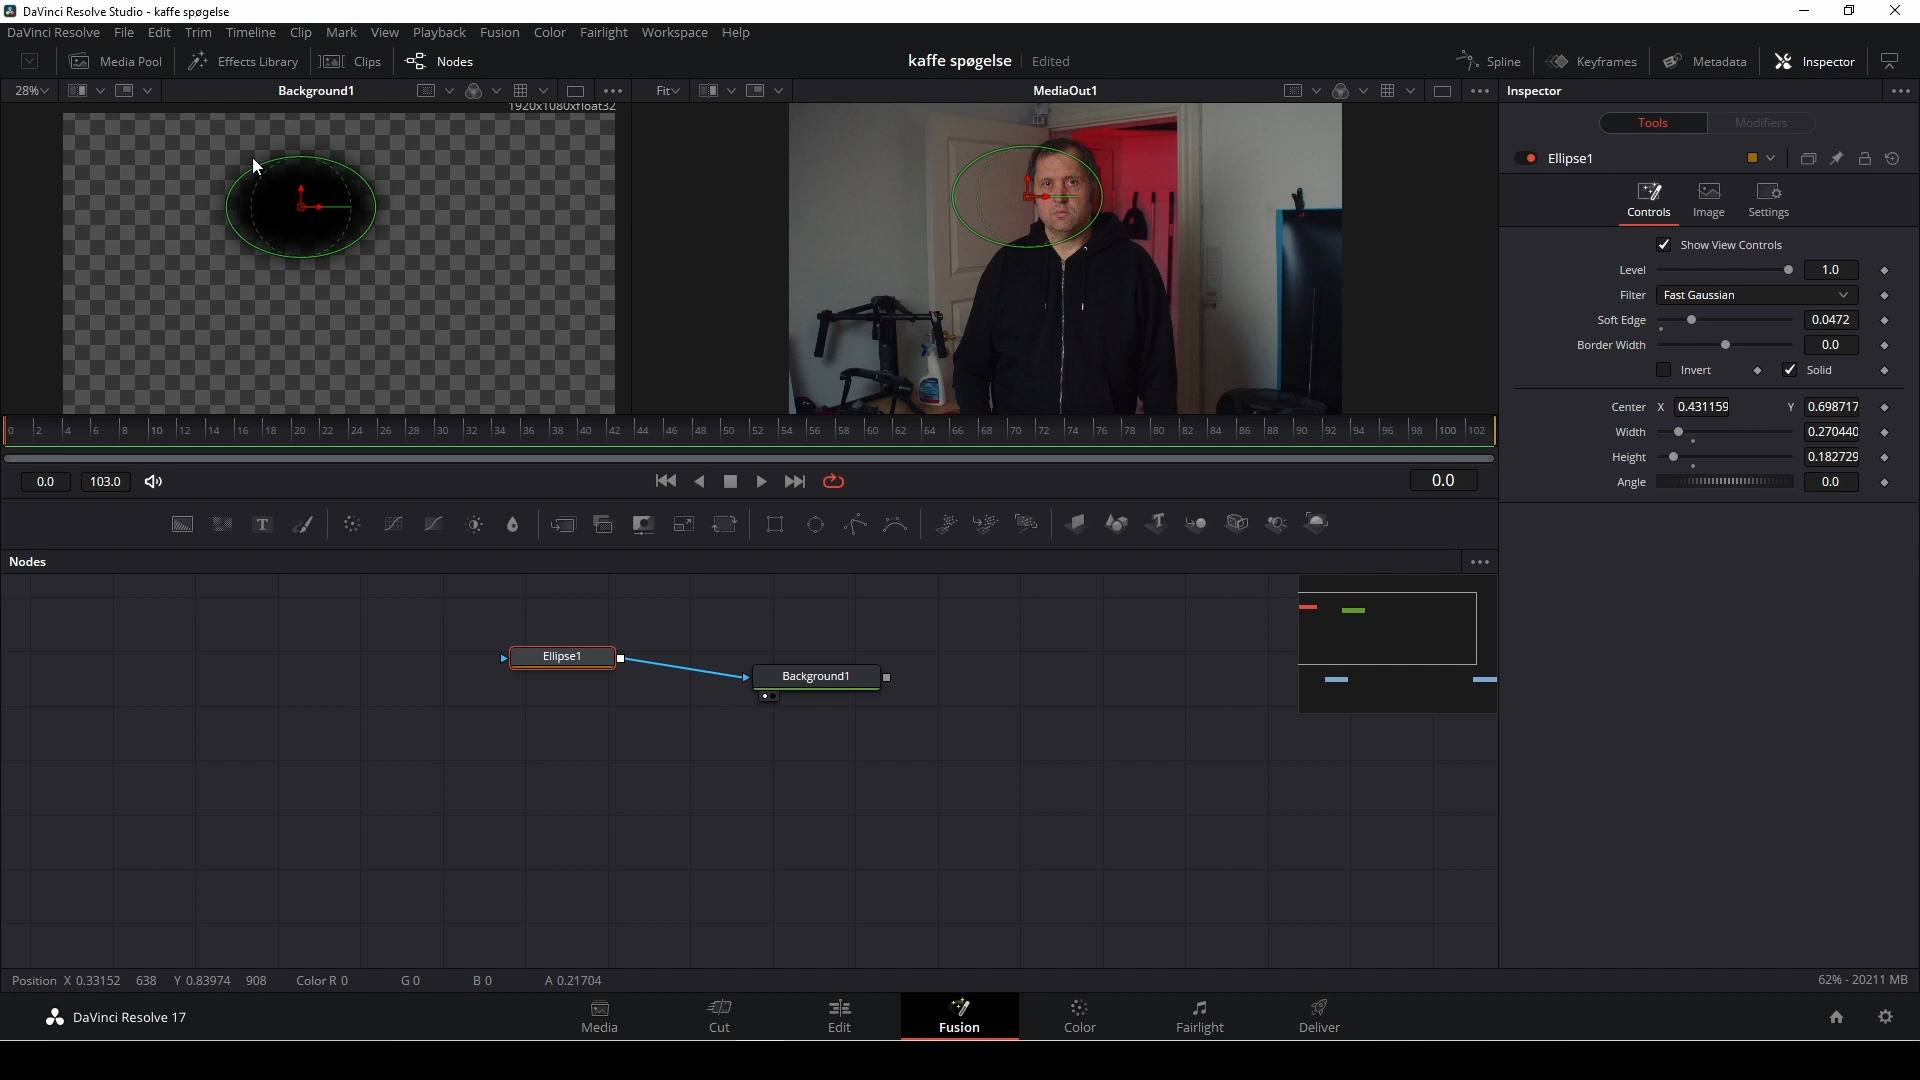 DaVinci Resolve Studio - kaffe spøgelse
DaVinci Resolve File Edit Trim Timeline Clip Mark View Playback Fusion Color Fairlight Workspace Help
Media Pool Effects Library Clips Nodes kaffe spøgelse Edited Spline Keyframes Metadata Inspector
28% Background1 Fit MediaOut1 Inspector
1920x1080xfloat32
Tools Modifiers
Ellipse1
Controls Image Settings
Show View Controls
Level 1.0
Filter Fast Gaussian
Soft Edge 0.0472
Border Width 0.0
Invert Solid
Center X 0.431159 Y 0.698717
Width 0.270440
Height 0.182729
Angle 0.0
0 2 4 6 8 10 12 14 16 18 20 22 24 26 28 30 32 34 36 38 40 42 44 46 48 50 52 54 56 58 60 62 64 66 68 70 72 74 76 78 80 82 84 86 88 90 92 94 96 98 100 102
0.0 103.0 0.0
T T
Nodes
Ellipse1
Background1
Position X 0.33152 638 Y 0.83974 908 Color R 0 G 0 B 0 A 0.21704 62% - 20211 MB
DaVinci Resolve 17 Media Cut Edit Fusion Color Fairlight Deliver